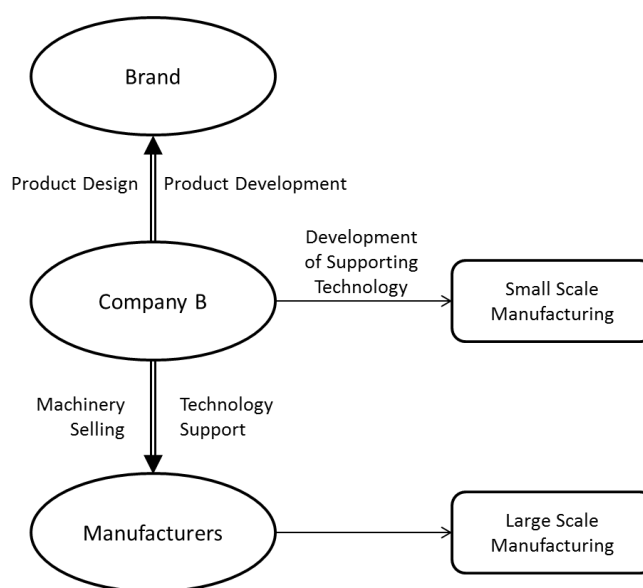 Brand
Product Design
Product Development
Development
of Supporting
Technology
Company B
Small Scale
Manufacturing
Machinery
Selling
Technology
Support
Manufacturers
Large Scale
Manufacturing